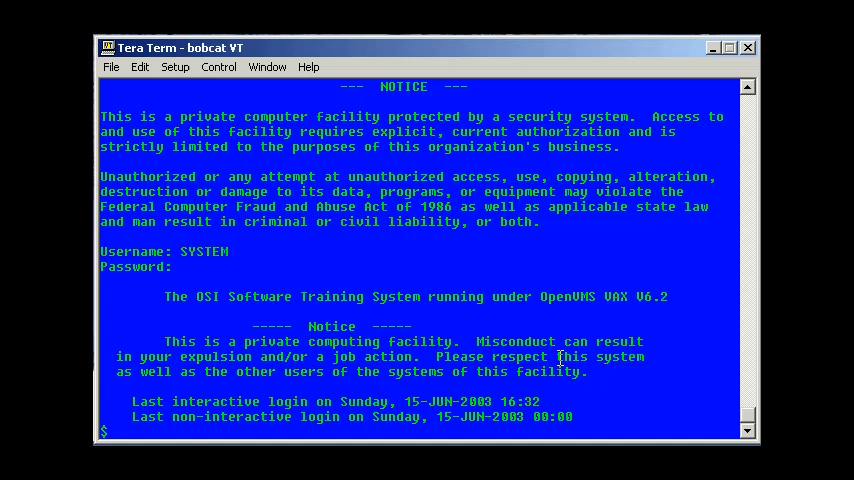 Tera Term - bobcat VT
File Edit Setup Control Window Help
--- NOTICE ---
This is a private computer facility protected by a security system. Access to
and use of this facility requires explicit, current authorization and is
strictly limited to the purposes of this organization's business.
Unauthorized or any attempt at unauthorized access, use, copying, alteration,
destruction or damage to its data, programs, or equipment may violate the
Federal Computer Fraud and Abuse Act of 1986 as well as applicable state law
and man result in criminal or civil liability, or both.
Username: SYSTEM
Password:
The OSI Software Training System running under OpenVMS VAX V6.2
----- Notice -----
This is a private computing facility. Misconduct can result
in your expulsion and/or a job action. Please respect this system
as well as the other users of the systems of this facility.
Last interactive login on Sunday, 15-JUN-2003 16:32
Last non-interactive login on Sunday, 15-JUN-2003 00:00
$